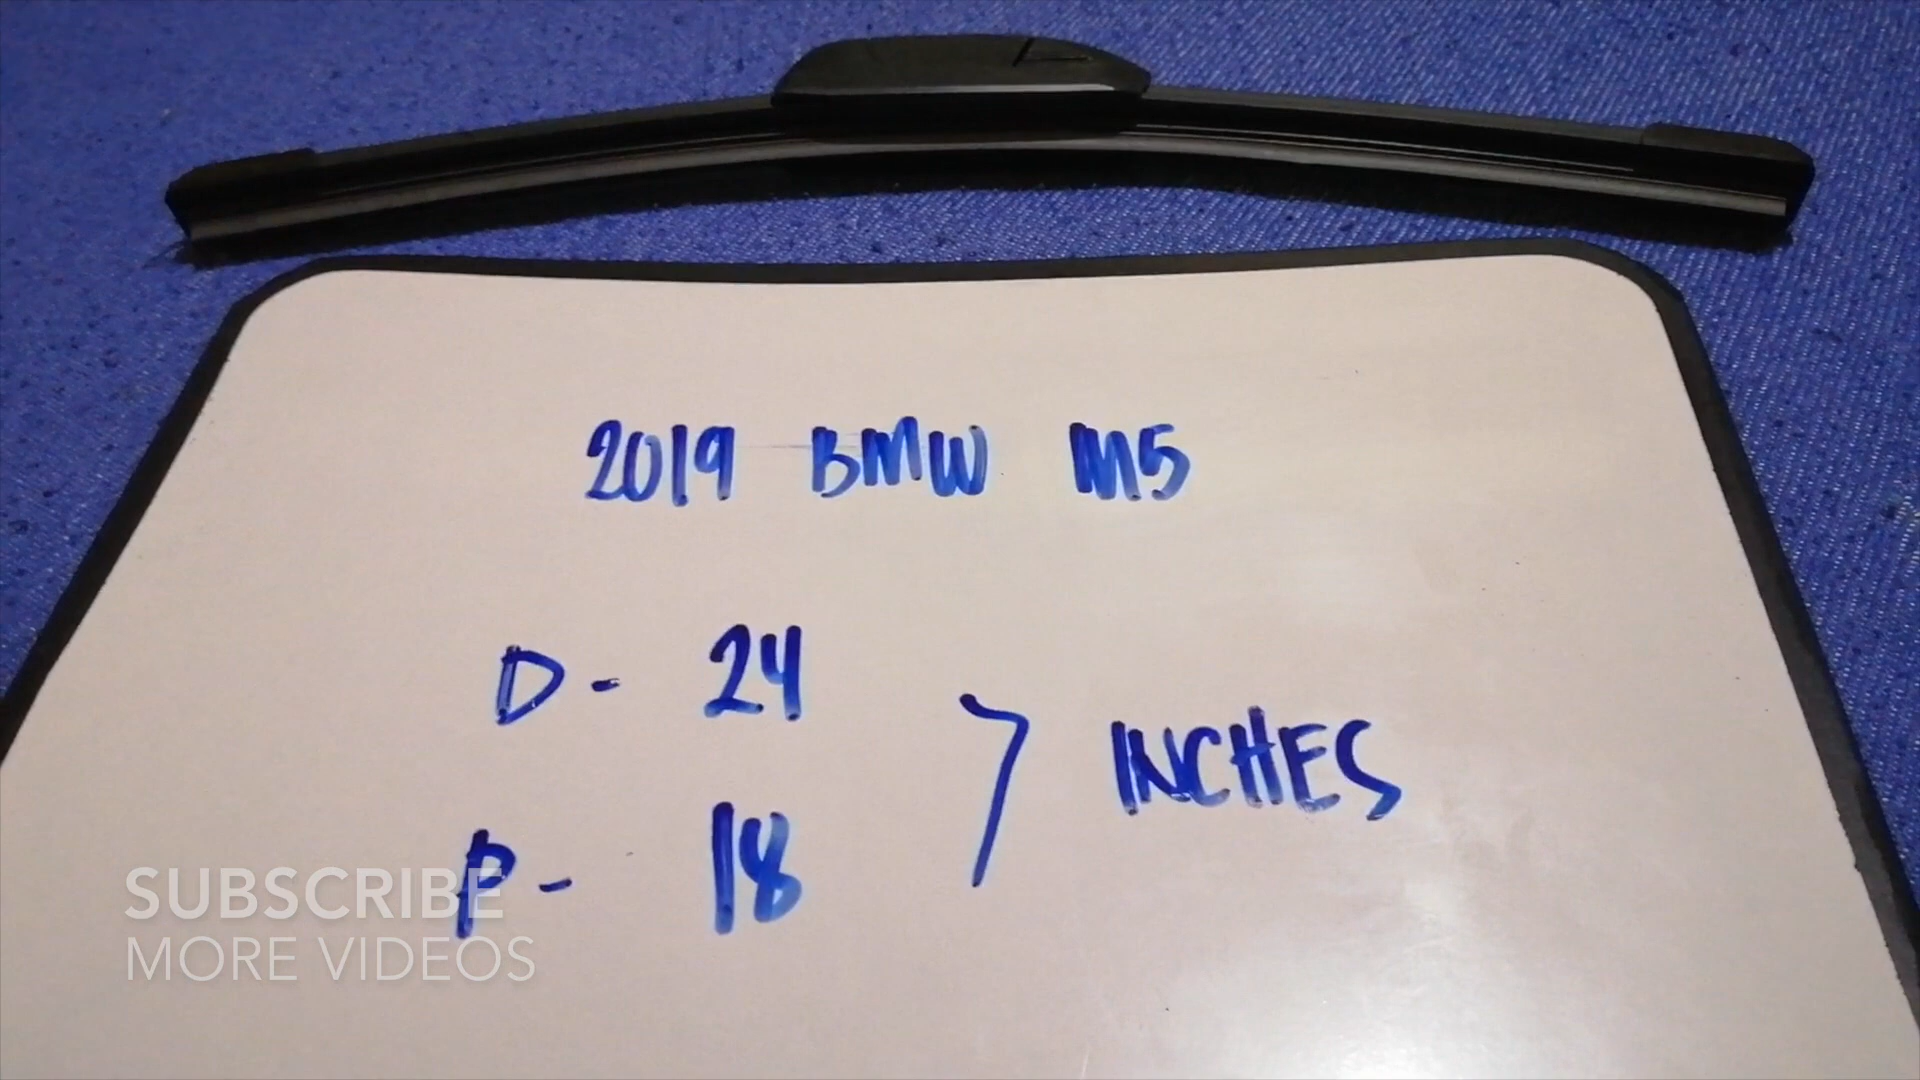 2019 BMW M5
D - 24
INCHES
P - 18
SUBSCRIBE
MORE VIDEOS